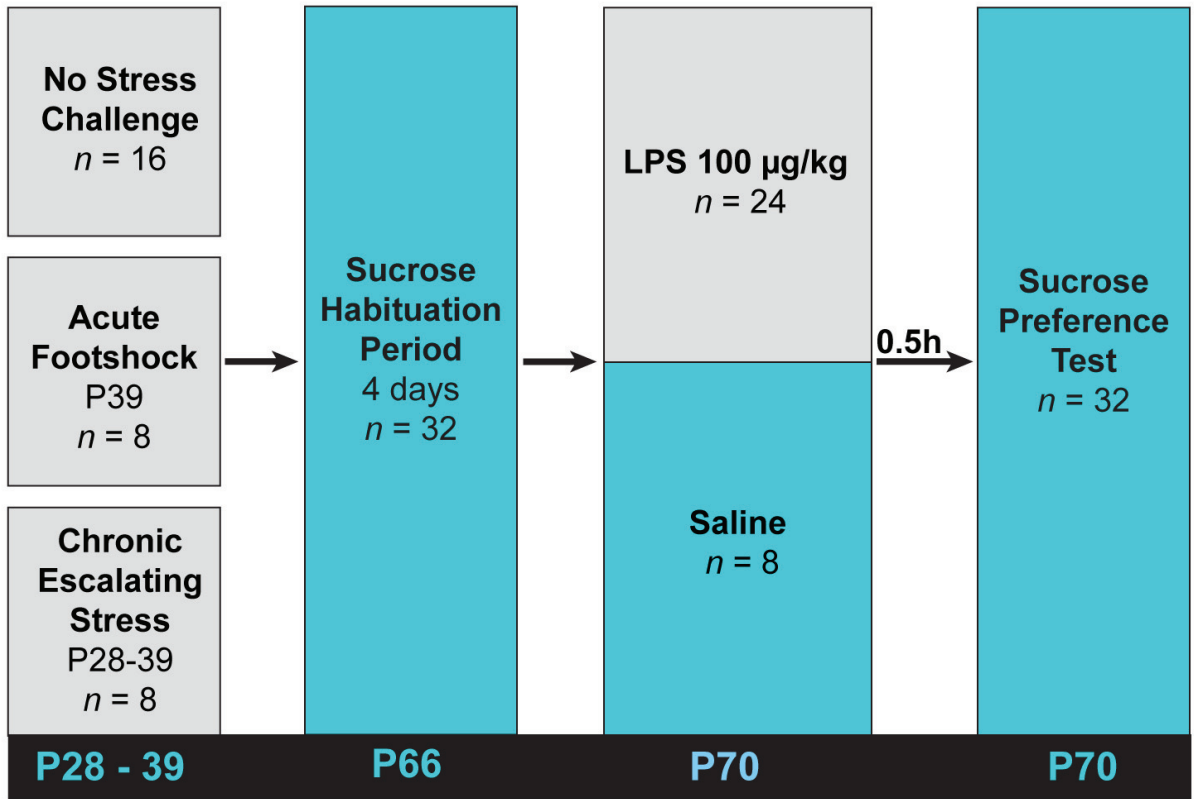 No Stress
Challenge
n = 16
Acute
Footshock
P39
n = 8
Chronic
Escalating
Stress
P28-39
n = 8
P28 - 39
Sucrose
Habituation
Period
4 days
n = 32
P66
LPS 100 µg/kg
n = 24
Saline
n = 8
P70
0.5h
Sucrose
Preference
Test
n = 32
P70